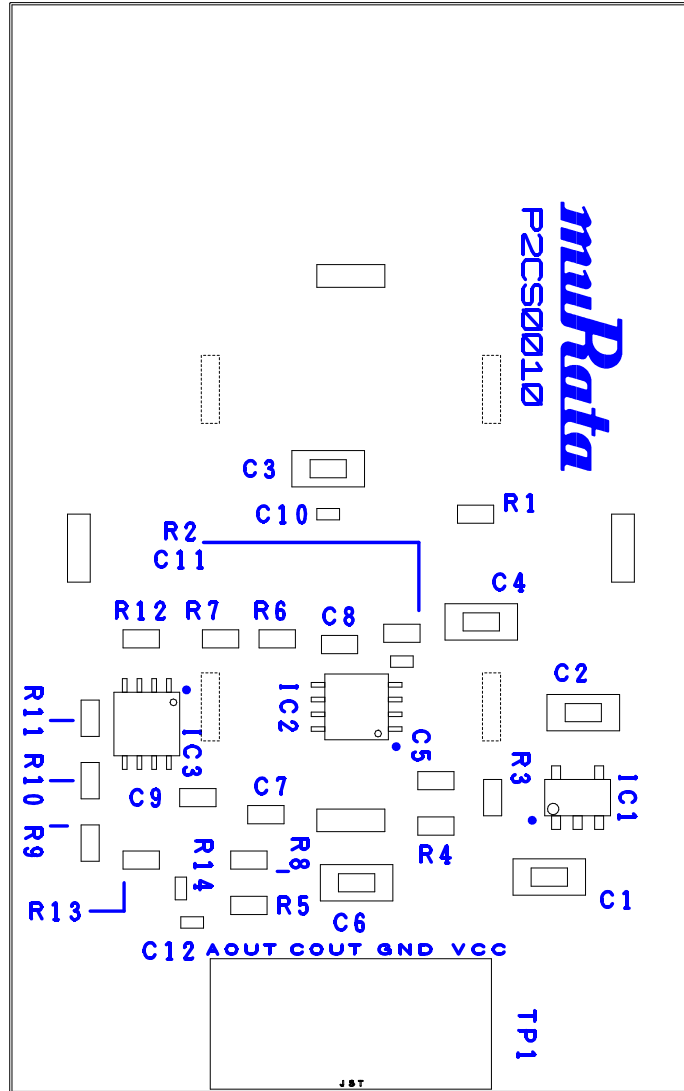 muRata
P2CS0010
C3
C10
R1
R2
C11
C4
R12
R7
R6
C8
R11
IC2
C2
IC3
C5
R10
R3
IC1
C9
C7
R9
R14
R8
R4
R13
R5
C6
C1
C12
AOUT COUT GND VCC
TP1
JST